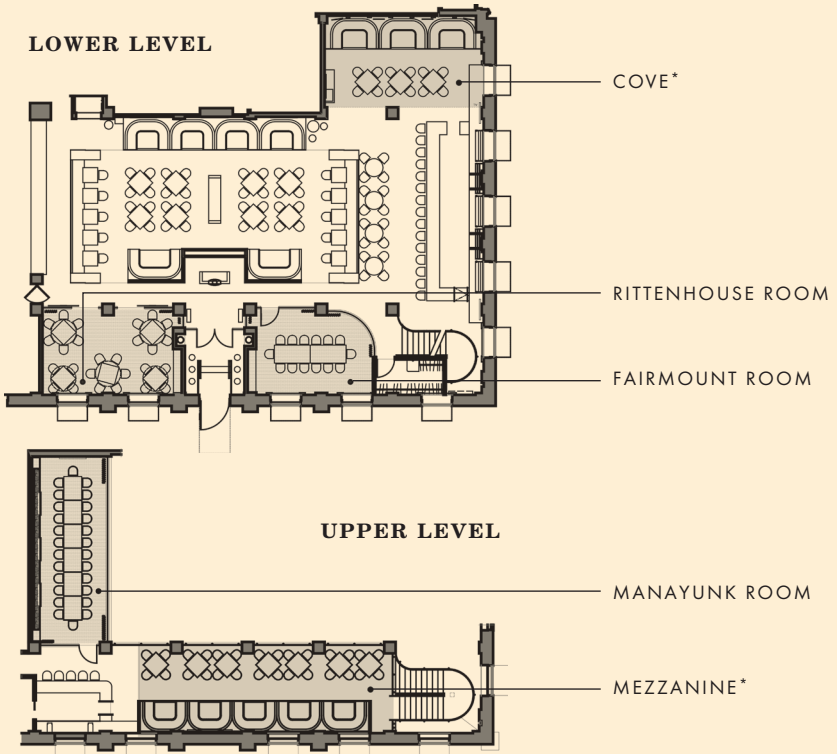 LOWER LEVEL
COVE*
RITTENHOUSE ROOM
FAIRMOUNT ROOM
UPPER LEVEL
MANAYUNK ROOM
MEZZANINE*